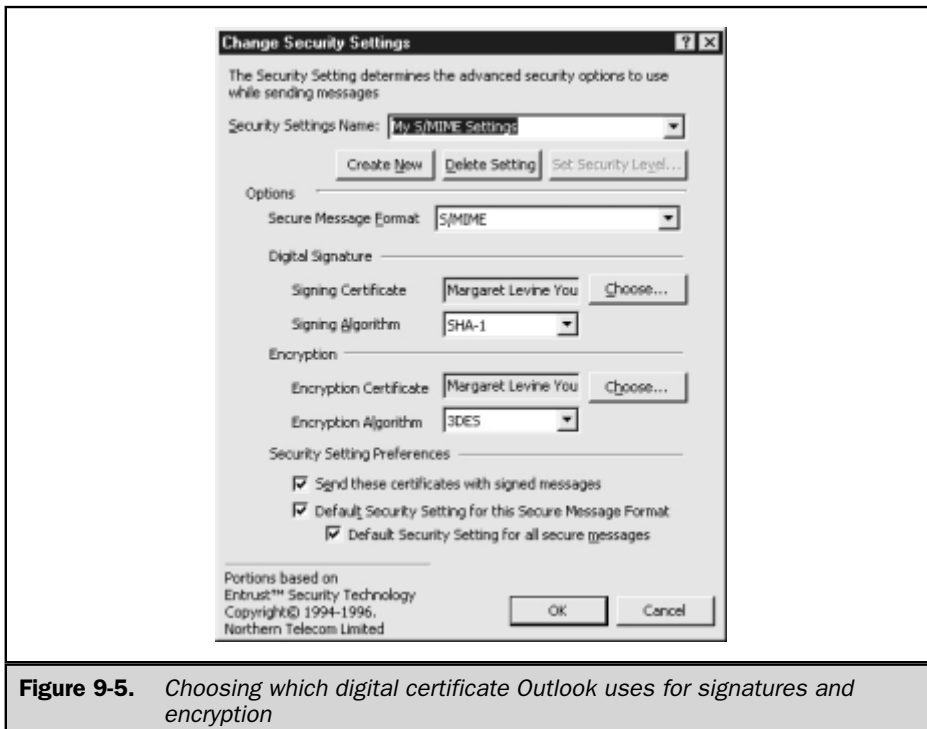 Change Security Settings
The Security Setting determines the advanced security options to use
while sending messages
Security Settings Name: My S/MIME Settings
Create New Delete Setting Set Security Level...
Options
Secure Message Format S/MIME
Digital Signature
Signing Certificate Margaret Levine You Choose...
Signing Algorithm SHA-1
Encryption
Encryption Certificate Margaret Levine You Choose...
Encryption Algorithm 3DES
Security Setting Preferences
Send these certificates with signed messages
Default Security Setting for this Secure Message Format
Default Security Setting for all secure messages
Portions based on
Entrust™ Security Technology
Copyright© 1994-1996.
Northern Telecom Limited
OK Cancel
Figure 9-5. Choosing which digital certificate Outlook uses for signatures and
encryption